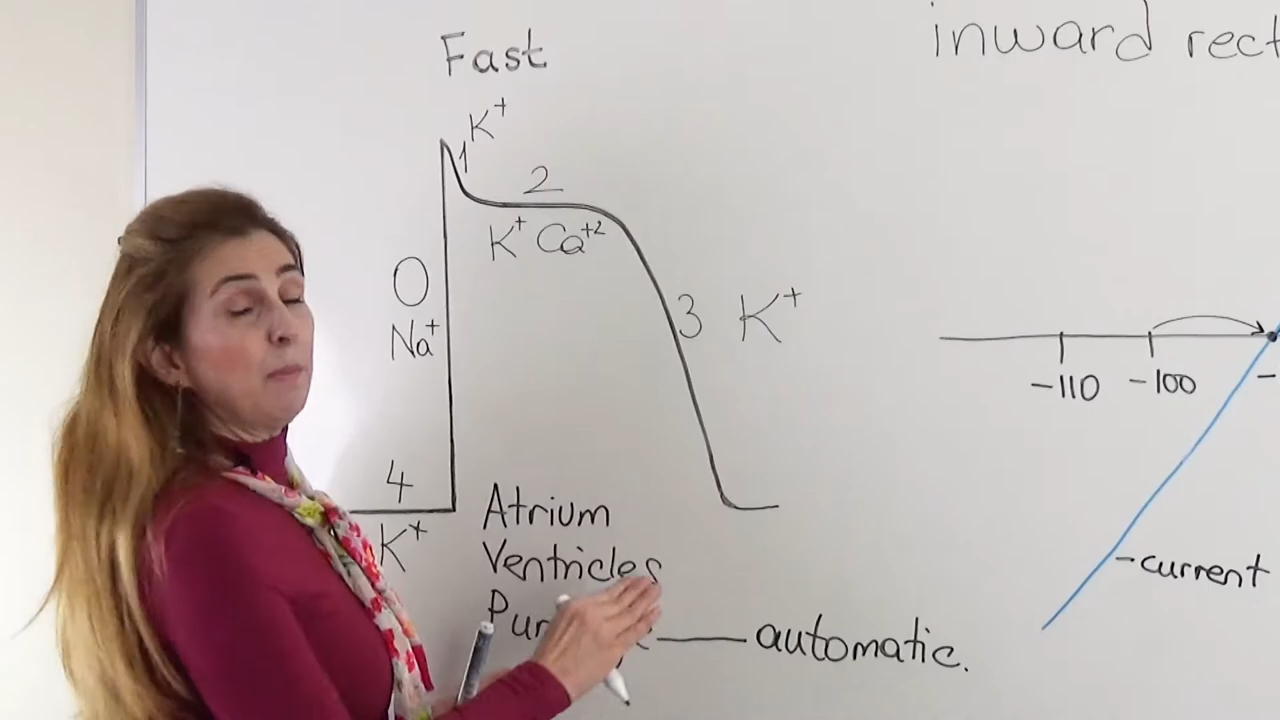 Fast
inward rect
K⁺
1
2
K⁺ Ca⁺²
0
Na⁺
3 K⁺
-110 -100 -
4
K⁺
Atrium
Ventricles
-current
automatic.